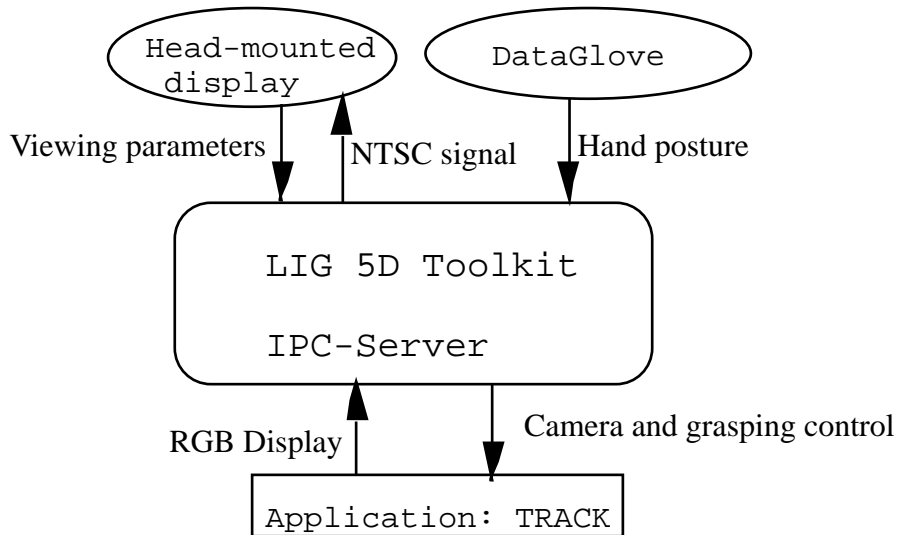 Head-mounted
display
DataGlove
Viewing parameters
NTSC signal
Hand posture
LIG 5D Toolkit
IPC-Server
RGB Display
Camera and grasping control
Application: TRACK